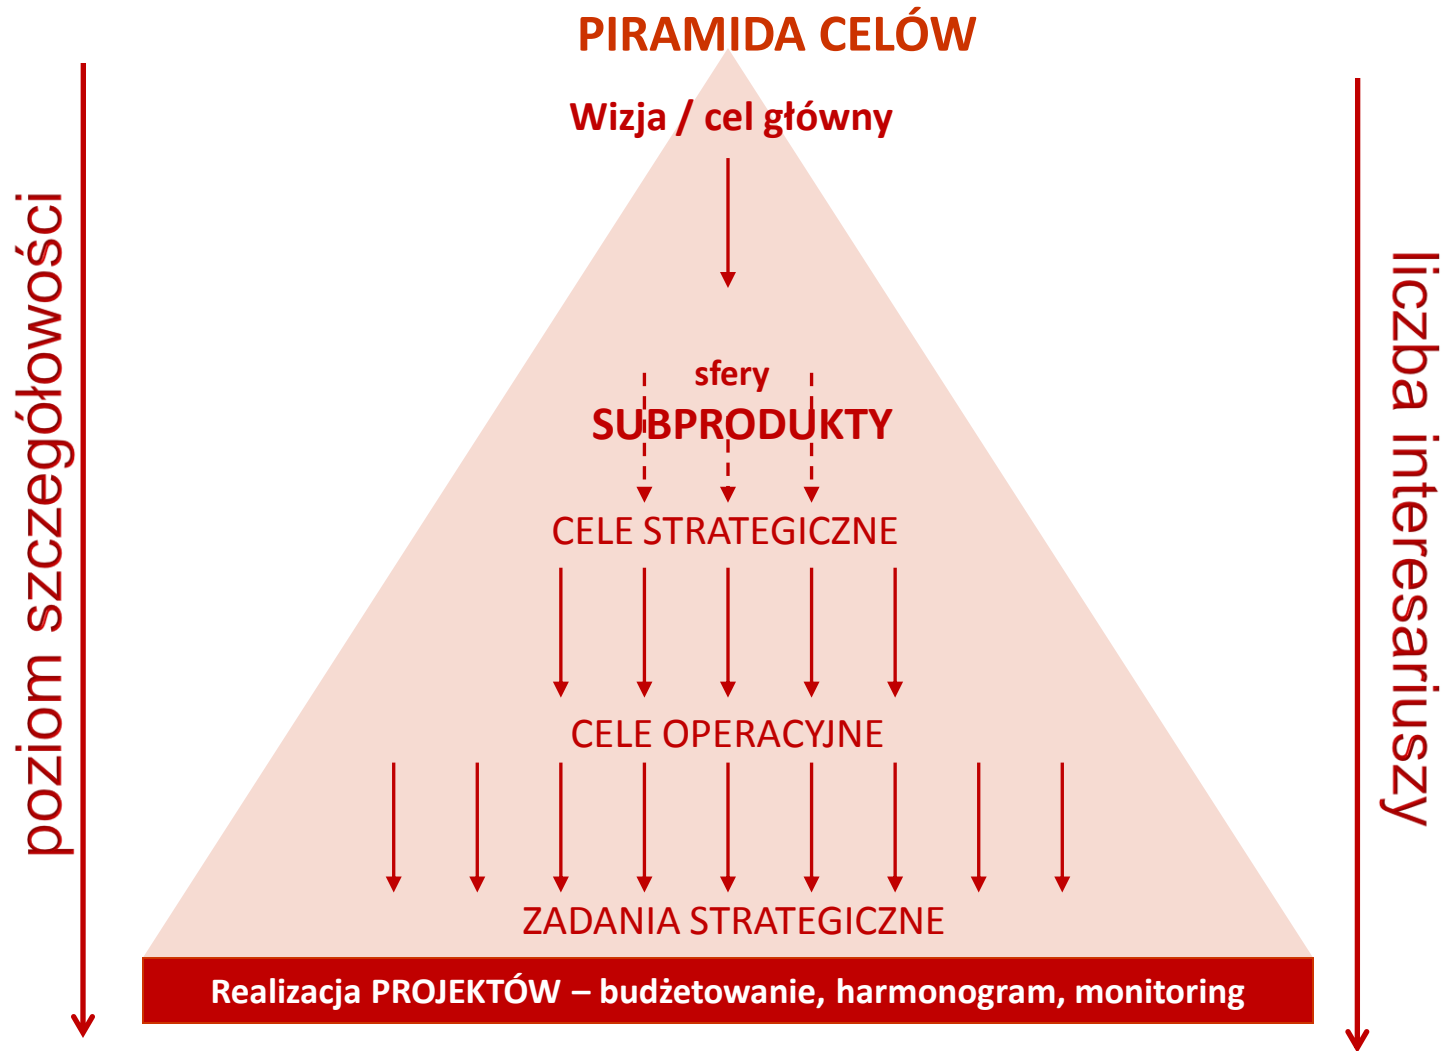 PIRAMIDA CELÓW
Wizja / cel główny
poziom szczegółowości
liczba interesariuszy
sfery
SUBPRODUKTY
CELE STRATEGICZNE
CELE OPERACYJNE
ZADANIA STRATEGICZNE
Realizacja PROJEKTÓW – budżetowanie, harmonogram, monitoring